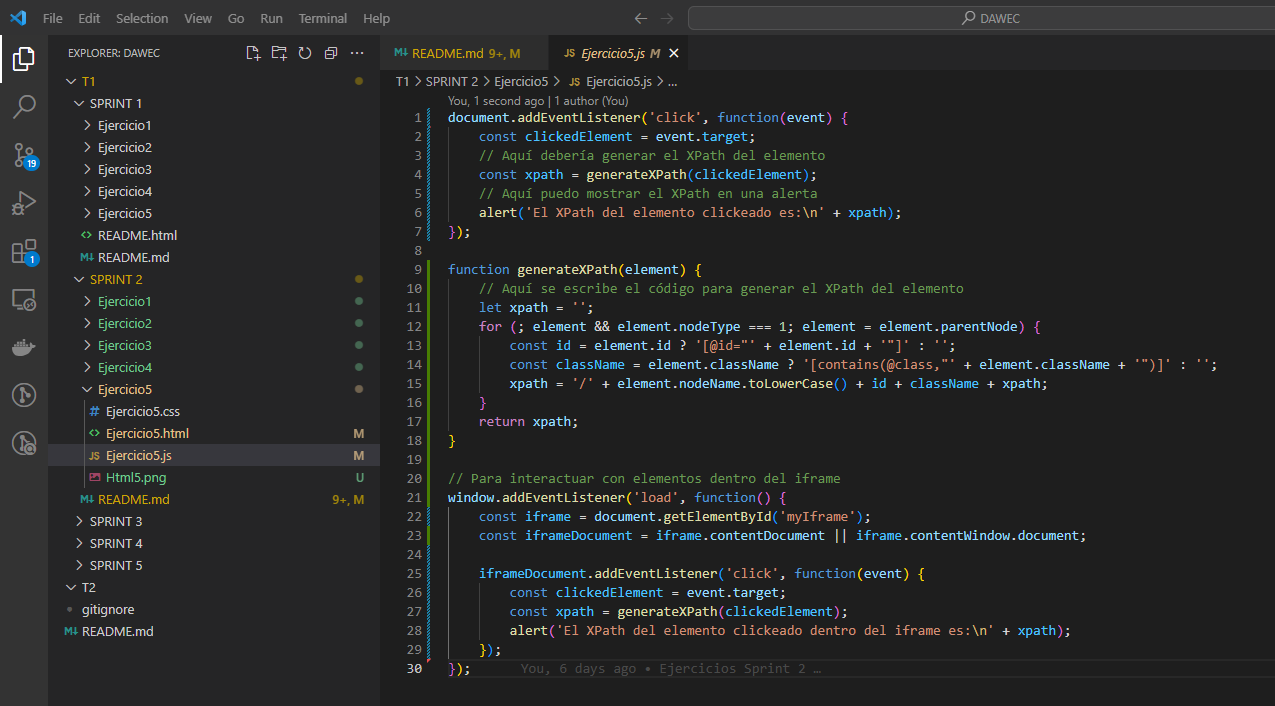 File Edit Selection View Go Run Terminal Help
DAWEC
EXPLORER: DAWEC
README.md 9+, M
JS Ejercicio5.js M
T1 > SPRINT 2 > Ejercicio5 > JS Ejercicio5.js > ...
19
1
T1
SPRINT 1
Ejercicio1
Ejercicio2
Ejercicio3
Ejercicio4
Ejercicio5
<> README.html
README.md
SPRINT 2
Ejercicio1
Ejercicio2
Ejercicio3
Ejercicio4
Ejercicio5
# Ejercicio5.css
<> Ejercicio5.html M
JS Ejercicio5.js M
Html5.png U
README.md 9+, M
SPRINT 3
SPRINT 4
SPRINT 5
T2
gitignore
README.md
You, 1 second ago | 1 author (You)
1 document.addEventListener('click', function(event) {
2 const clickedElement = event.target;
3 // Aquí debería generar el XPath del elemento
4 const xpath = generateXPath(clickedElement);
5 // Aquí puedo mostrar el XPath en una alerta
6 alert('El XPath del elemento clickeado es:\n' + xpath);
7 });
8
9 function generateXPath(element) {
10 // Aquí se escribe el código para generar el XPath del elemento
11 let xpath = '';
12 for (; element && element.nodeType === 1; element = element.parentNode) {
13 const id = element.id ? '[@id="' + element.id + '"]' : '';
14 const className = element.className ? '[contains(@class,"' + element.className + '")]' : '';
15 xpath = '/' + element.nodeName.toLowerCase() + id + className + xpath;
16 }
17 return xpath;
18 }
19
20 // Para interactuar con elementos dentro del iframe
21 window.addEventListener('load', function() {
22 const iframe = document.getElementById('myIframe');
23 const iframeDocument = iframe.contentDocument || iframe.contentWindow.document;
24
25 iframeDocument.addEventListener('click', function(event) {
26 const clickedElement = event.target;
27 const xpath = generateXPath(clickedElement);
28 alert('El XPath del elemento clickeado dentro del iframe es:\n' + xpath);
29 });
30 }); You, 6 days ago • Ejercicios Sprint 2 …